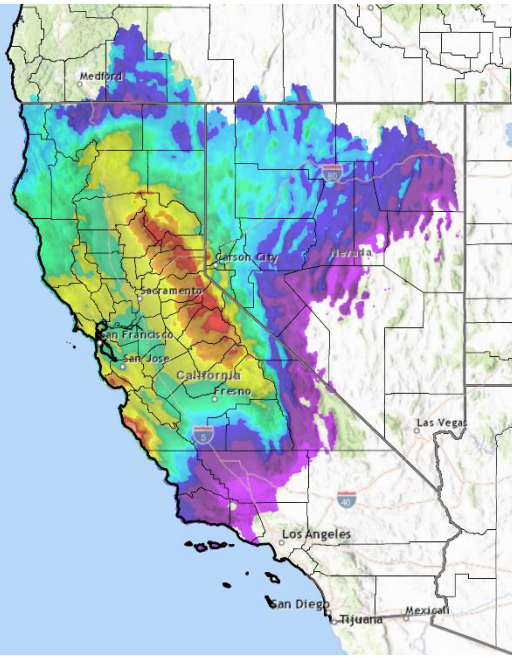 Medford
80
Carson City
Nevada
Sacramento
San Francisco
San Jose
California
Fresno
5
Las Vegas
40
Los Angeles
San Diego
Tijuana
Mexicali